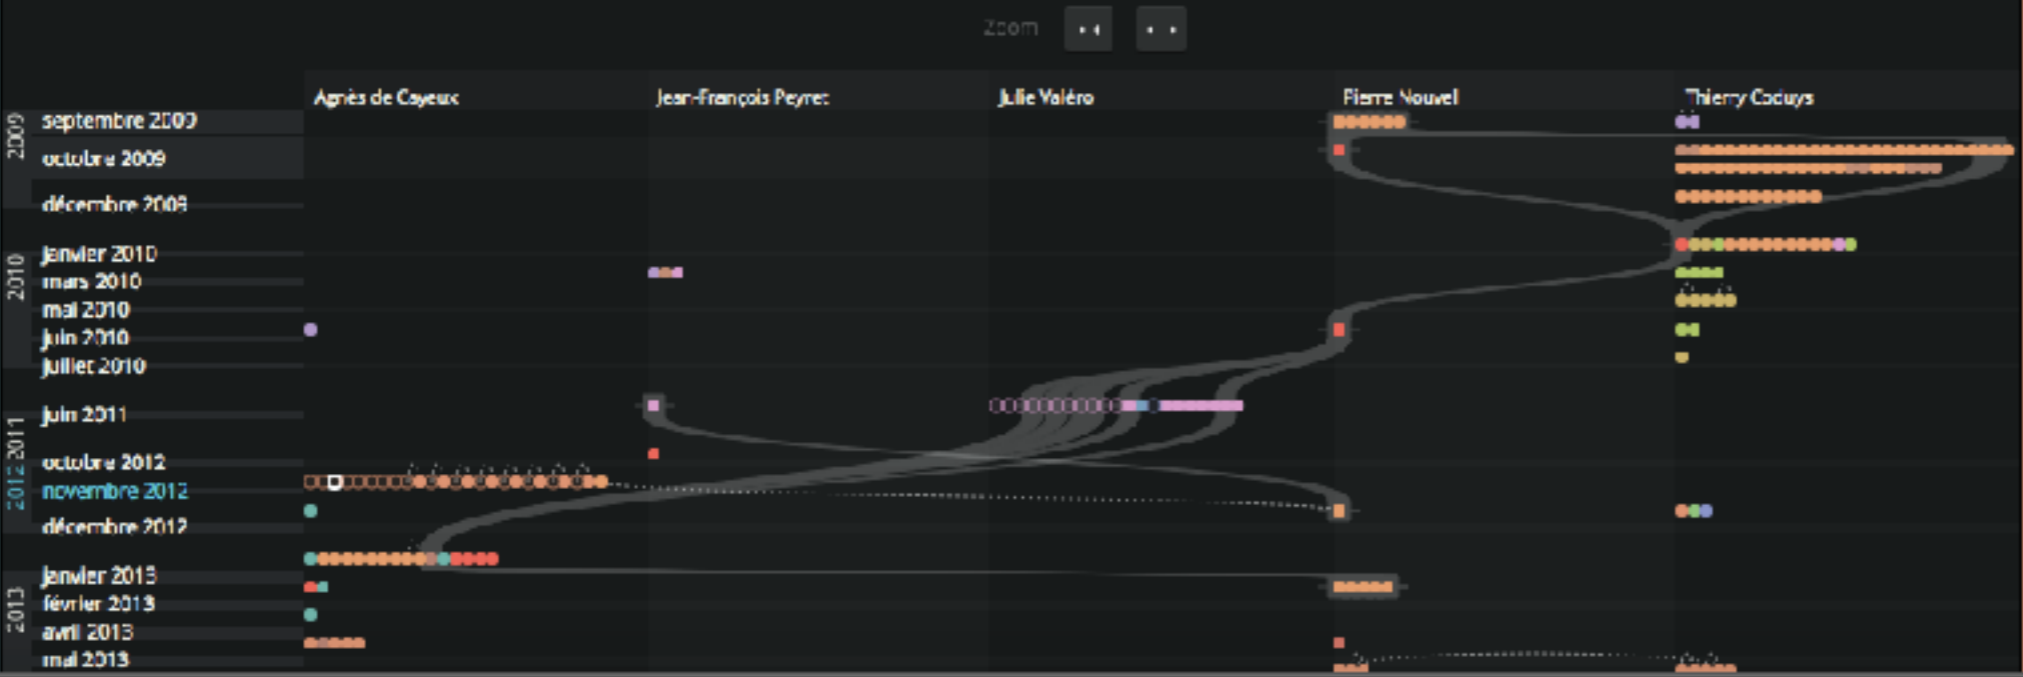 Zoom
Agnès de Cayeux
Jean-François Peyret
Julie Valéro
Pierre Nouvel
Thierry Coduys
2009
septembre 2009
octobre 2009
décembre 2009
2010
janvier 2010
mars 2010
mai 2010
juin 2010
juillet 2010
2011
juin 2011
2012
octobre 2012
novembre 2012
décembre 2012
2013
janvier 2013
février 2013
avril 2013
mai 2013